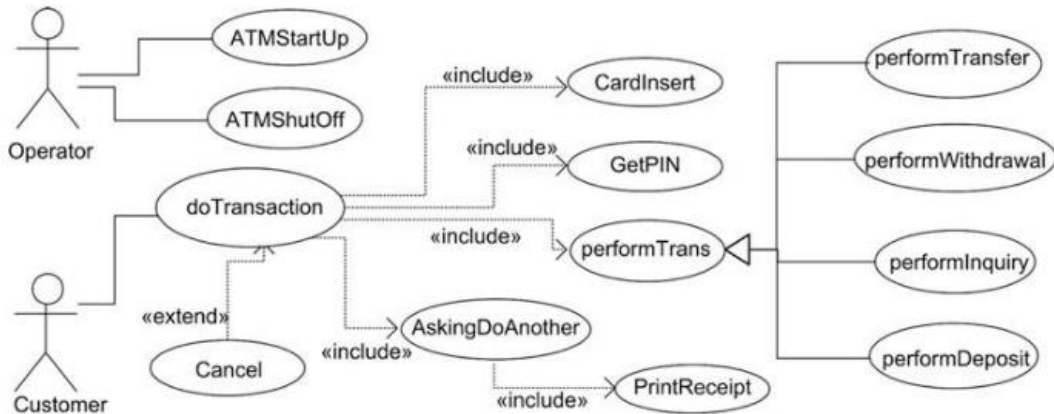 ATMStartUp
ATMShutOff
Operator
«include»
CardInsert
«include»
GetPIN
doTransaction
«include»
performTrans
performTransfer
performWithdrawal
performInquiry
performDeposit
«extend»
Cancel
«include»
AskingDoAnother
«include»
PrintReceipt
Customer